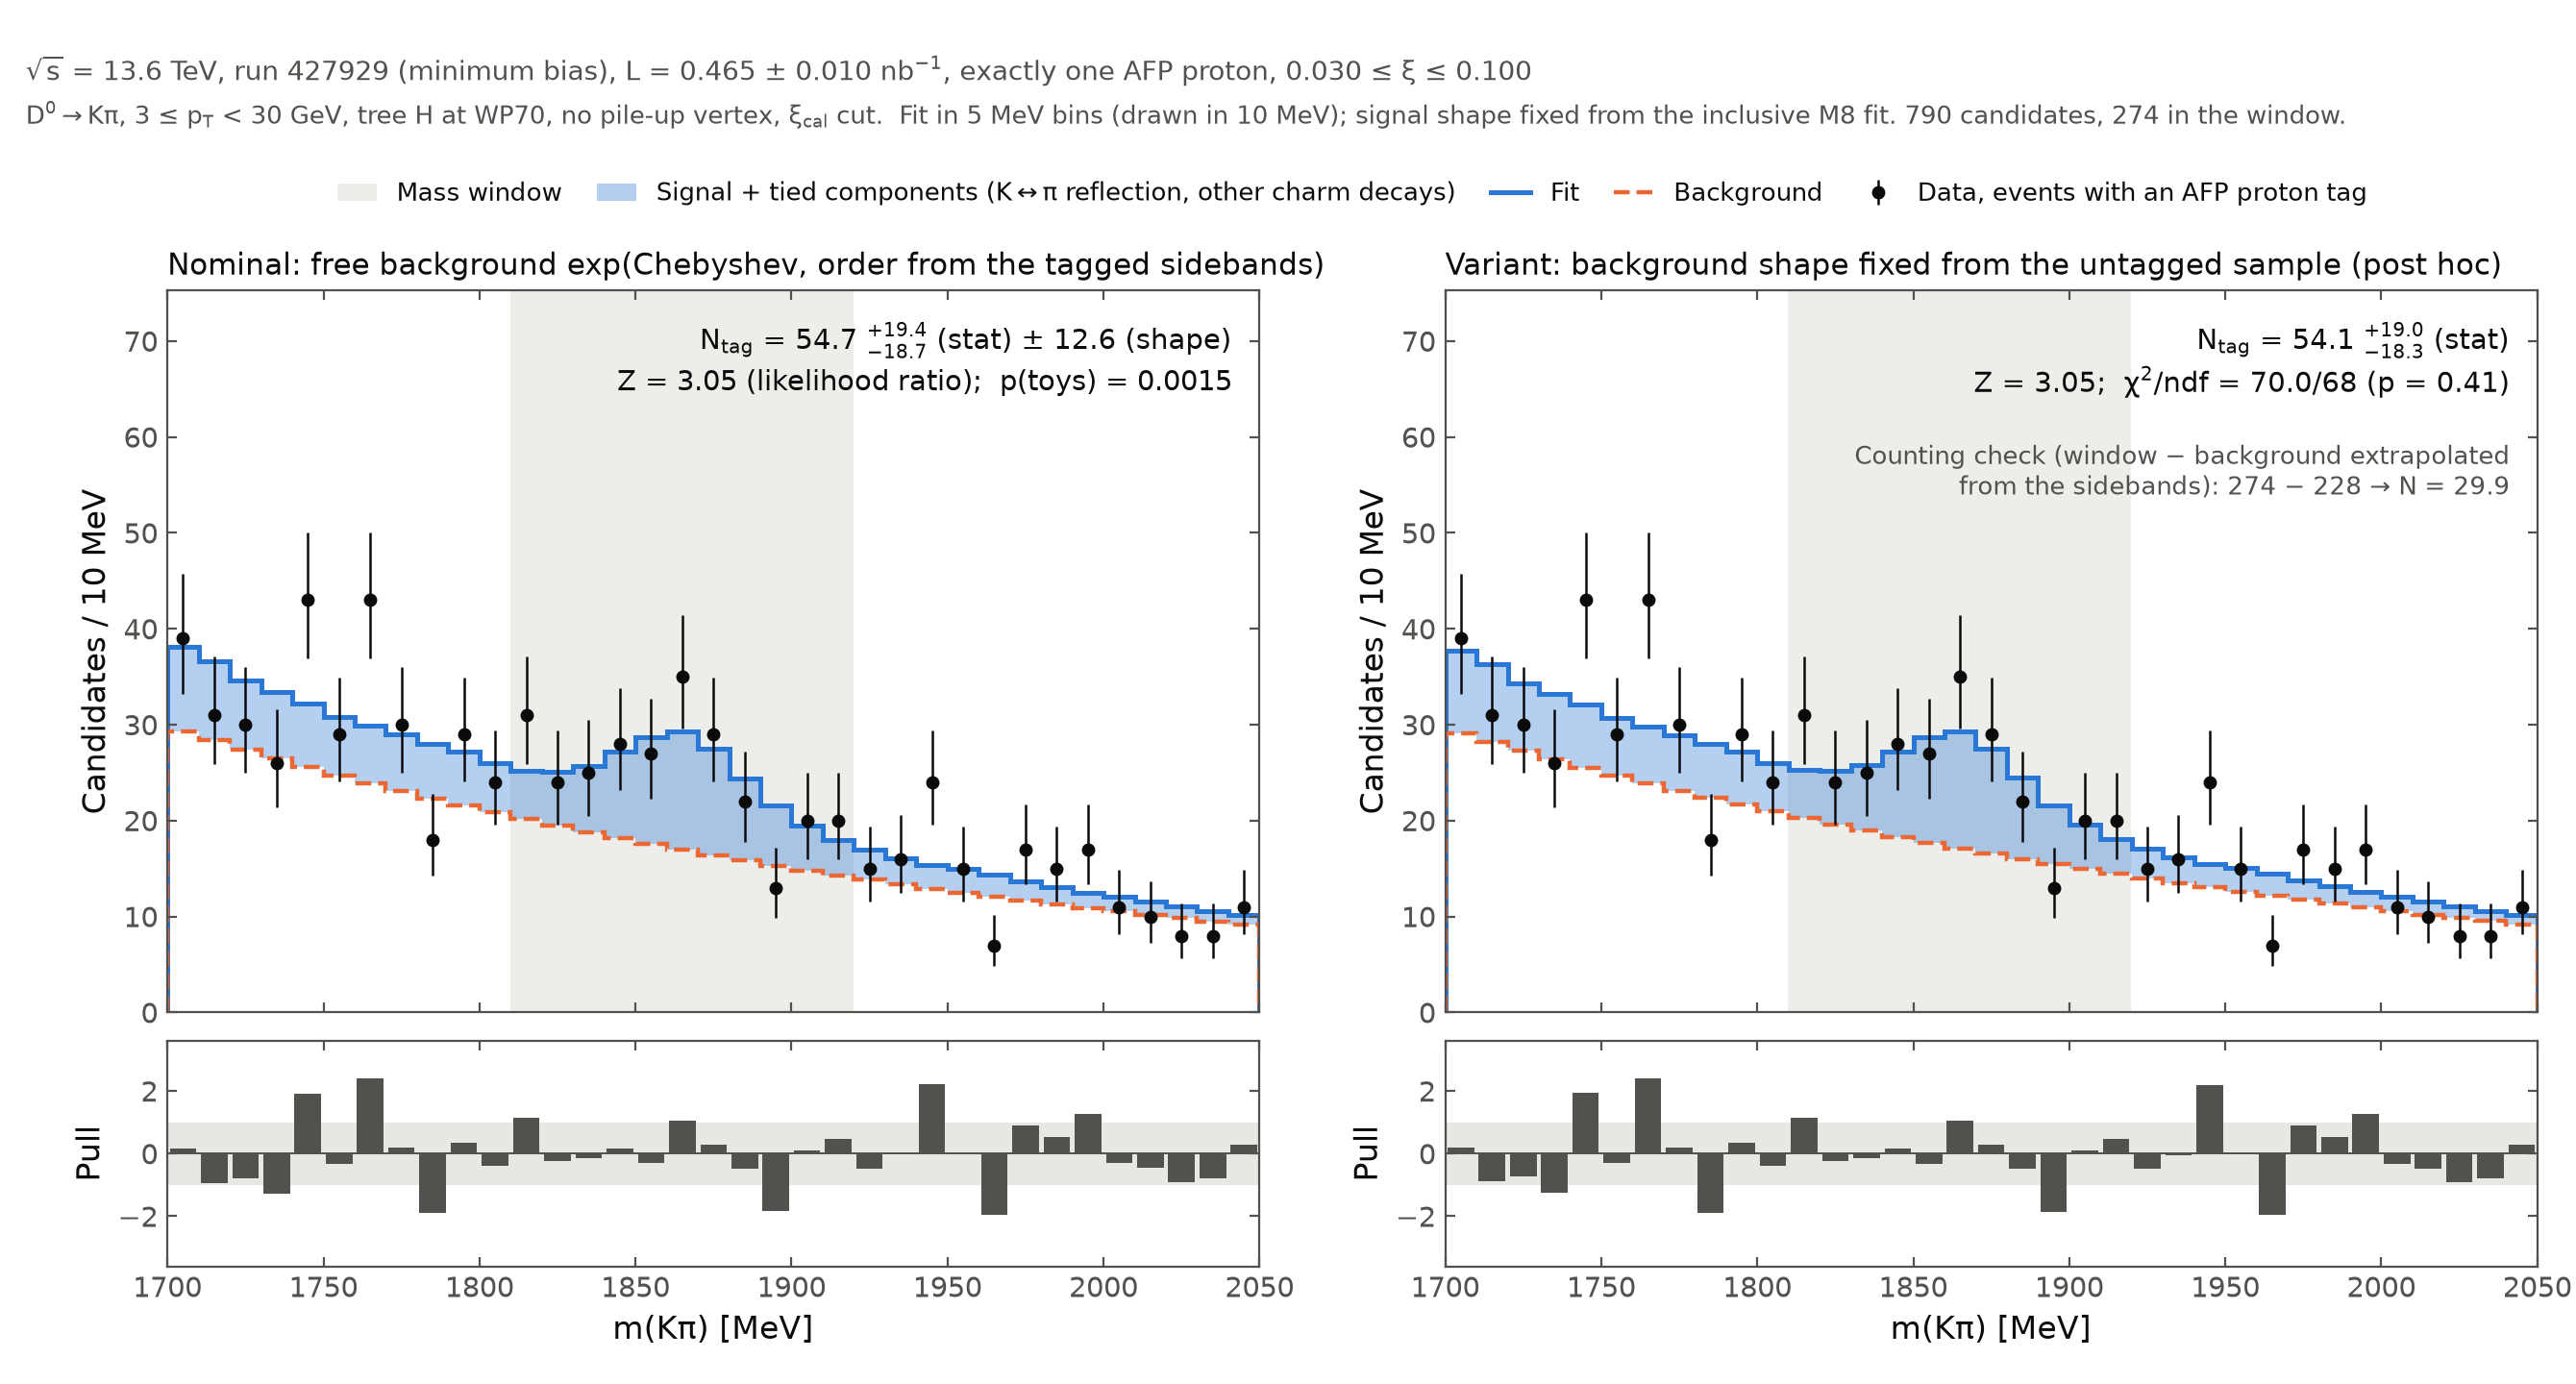 √s = 13.6 TeV, run 427929 (minimum bias), L = 0.465 ± 0.010 nb⁻¹, exactly one AFP proton, 0.030 ≤ ξ ≤ 0.100
D⁰→Kπ, 3 ≤ p_T < 30 GeV, tree H at WP70, no pile-up vertex, ξ_cal cut. Fit in 5 MeV bins (drawn in 10 MeV); signal shape fixed from the inclusive M8 fit. 790 candidates, 274 in the window.
Mass window
Signal + tied components (K↔π reflection, other charm decays)
Fit
Background
Data, events with an AFP proton tag
Nominal: free background exp(Chebyshev, order from the tagged sidebands)
N_tag = 54.7 +19.4 −18.7 (stat) ± 12.6 (shape)
Z = 3.05 (likelihood ratio); p(toys) = 0.0015
Candidates / 10 MeV
70
60
50
40
30
20
10
0
Pull
2
0
−2
1700 1750 1800 1850 1900 1950 2000 2050
m(Kπ) [MeV]
Variant: background shape fixed from the untagged sample (post hoc)
N_tag = 54.1 +19.0 −18.3 (stat)
Z = 3.05; χ²/ndf = 70.0/68 (p = 0.41)
Counting check (window − background extrapolated
from the sidebands): 274 − 228 → N = 29.9
Candidates / 10 MeV
70
60
50
40
30
20
10
0
Pull
2
0
−2
1700 1750 1800 1850 1900 1950 2000 2050
m(Kπ) [MeV]